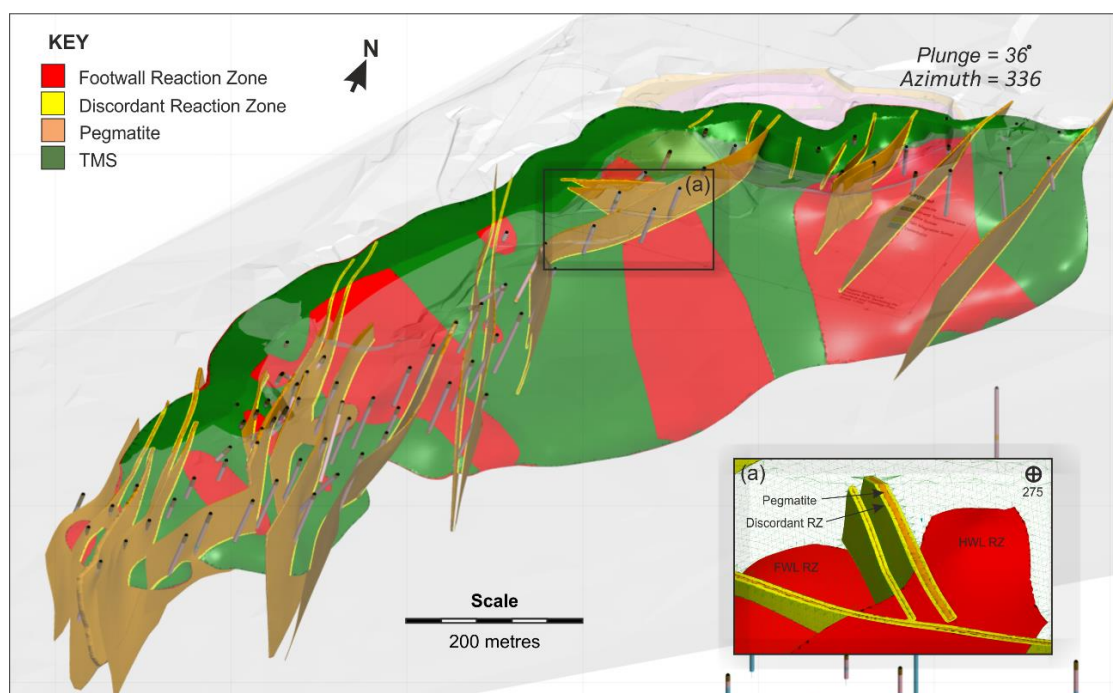 KEY
Footwall Reaction Zone
Discordant Reaction Zone
Pegmatite
TMS
N
Plunge = 36°
Azimuth = 336
(a)
Scale
200 metres
(a)
275
Pegmatite
Discordant RZ
FWL RZ
HWL RZ